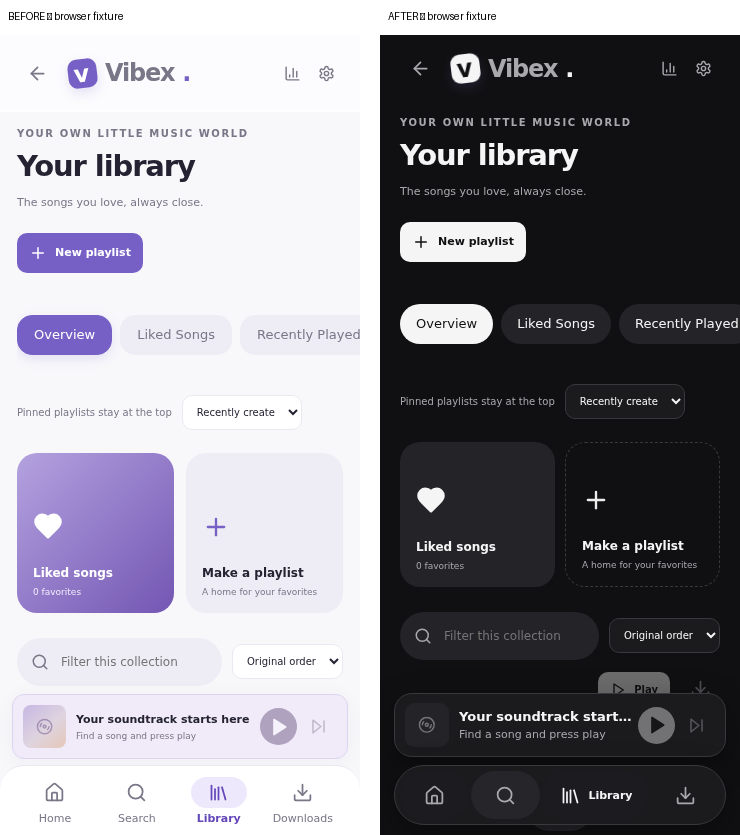 BEFORE browser fixture
Vibex .
YOUR OWN LITTLE MUSIC WORLD
Your library
The songs you love, always close.
New playlist
Overview
Liked Songs
Recently Played
Pinned playlists stay at the top
Recently create
Liked songs
0 favorites
Make a playlist
A home for your favorites
Filter this collection
Original order
Your soundtrack starts here
Find a song and press play
Home
Search
Library
Downloads
AFTER browser fixture
Vibex .
YOUR OWN LITTLE MUSIC WORLD
Your library
The songs you love, always close.
New playlist
Overview
Liked Songs
Recently Played
Pinned playlists stay at the top
Recently create
Liked songs
0 favorites
Make a playlist
A home for your favorites
Filter this collection
Original order
Play
Your soundtrack start...
Find a song and press play
Library